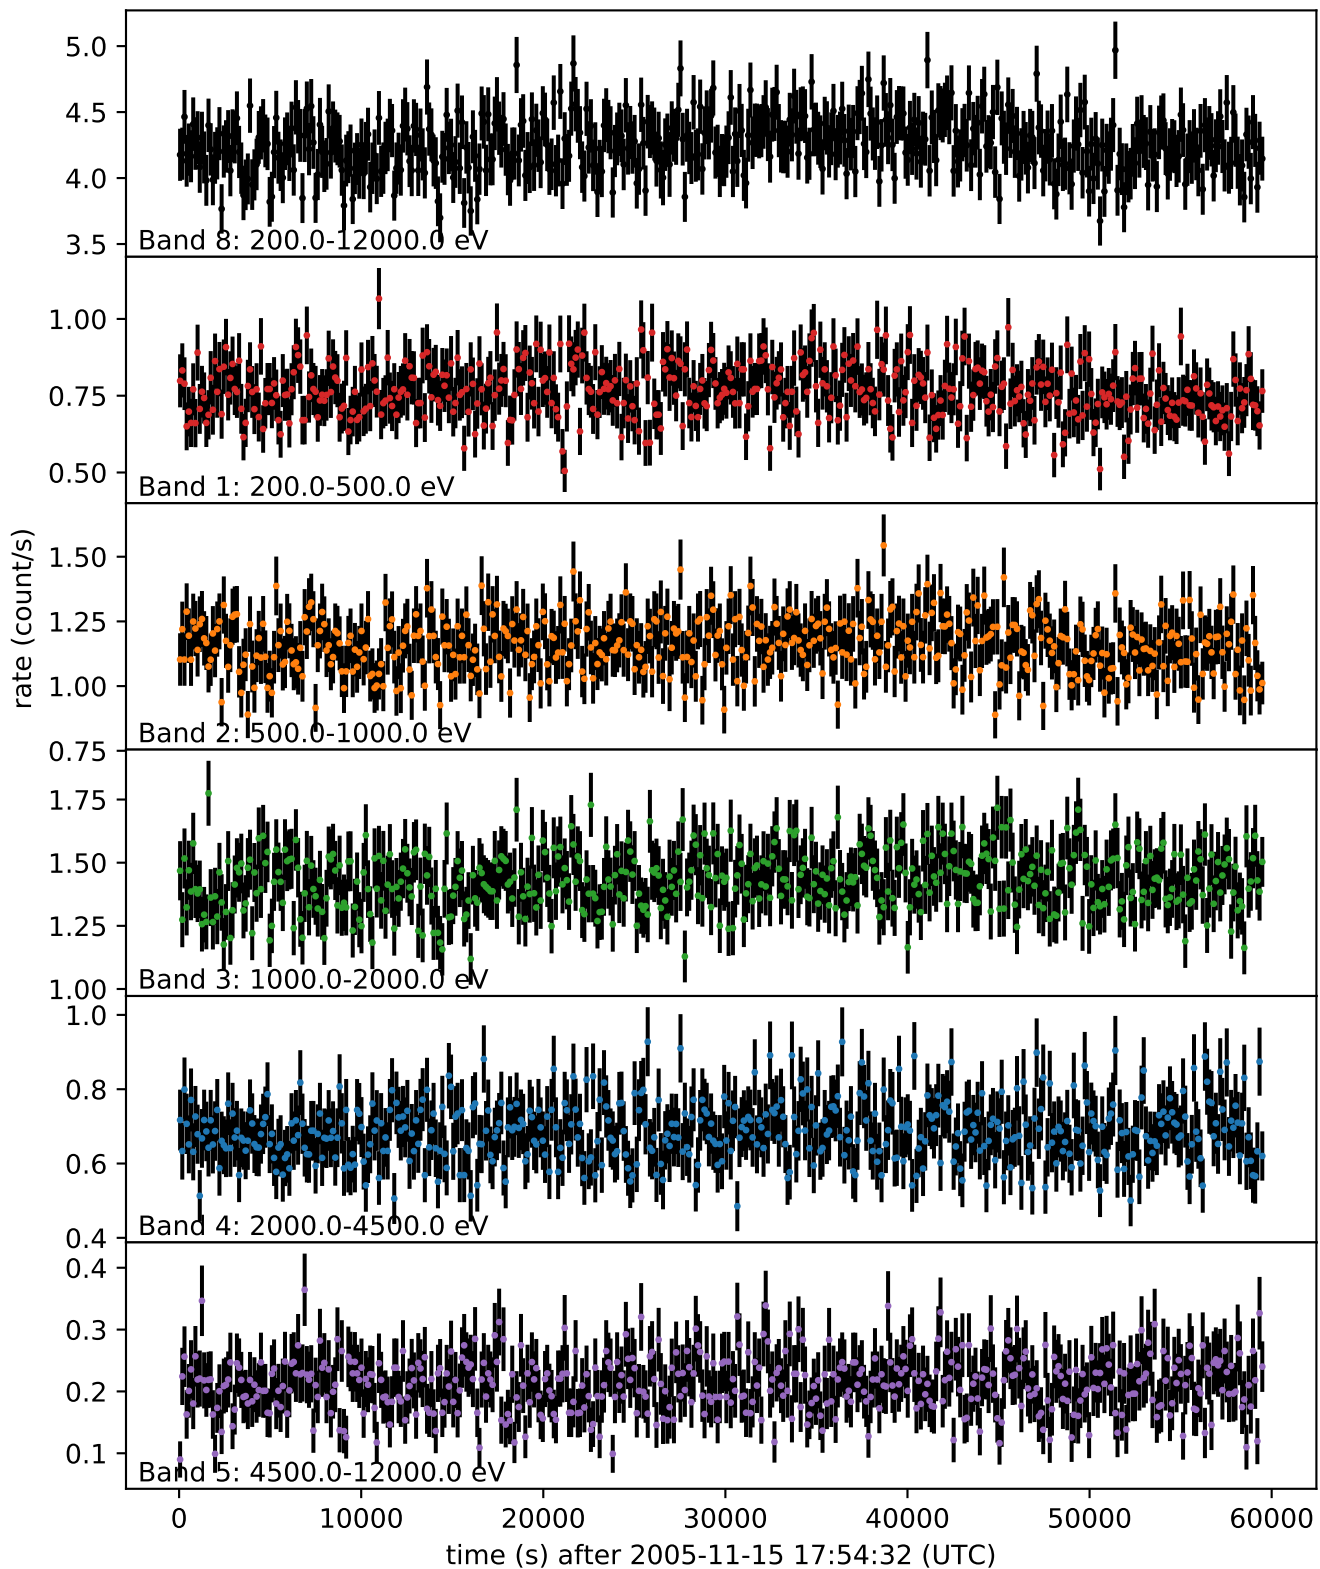 5.0
4.5
4.0
3.5
Band 8: 200.0-12000.0 eV
1.00
0.75
0.50
Band 1: 200.0-500.0 eV
rate (count/s)
1.50
1.25
1.00
0.75
Band 2: 500.0-1000.0 eV
1.75
1.50
1.25
1.00
Band 3: 1000.0-2000.0 eV
1.0
0.8
0.6
0.4
Band 4: 2000.0-4500.0 eV
0.4
0.3
0.2
0.1
Band 5: 4500.0-12000.0 eV
0 10000 20000 30000 40000 50000 60000
time (s) after 2005-11-15 17:54:32 (UTC)